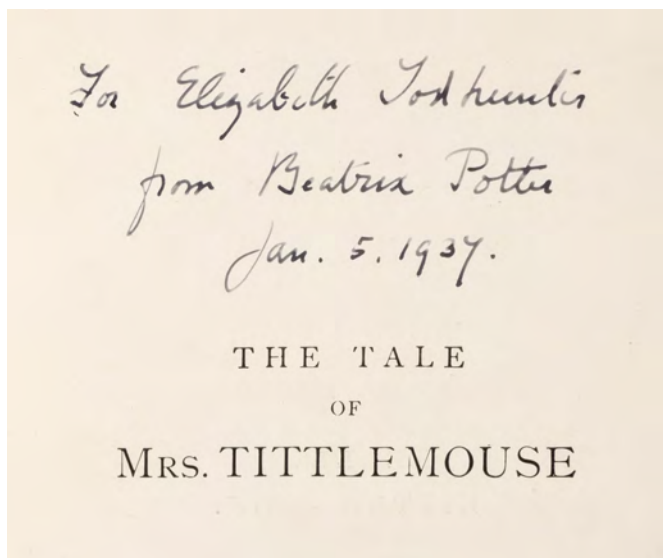 For Elizabeth Todhunter
from Beatrix Potter
Jan. 5. 1937.
THE TALE
OF
MRS. TITTLEMOUSE